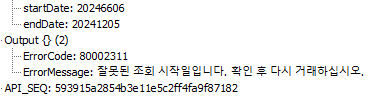 startDate: 20246606
endDate: 20241205
Output {} (2)
ErrorCode: 80002311
ErrorMessage: 잘못된 조회 시작일입니다. 확인 후 다시 거래하십시오.
API_SEQ: 593915a2854b3e11e5c2ff4fa9f87182